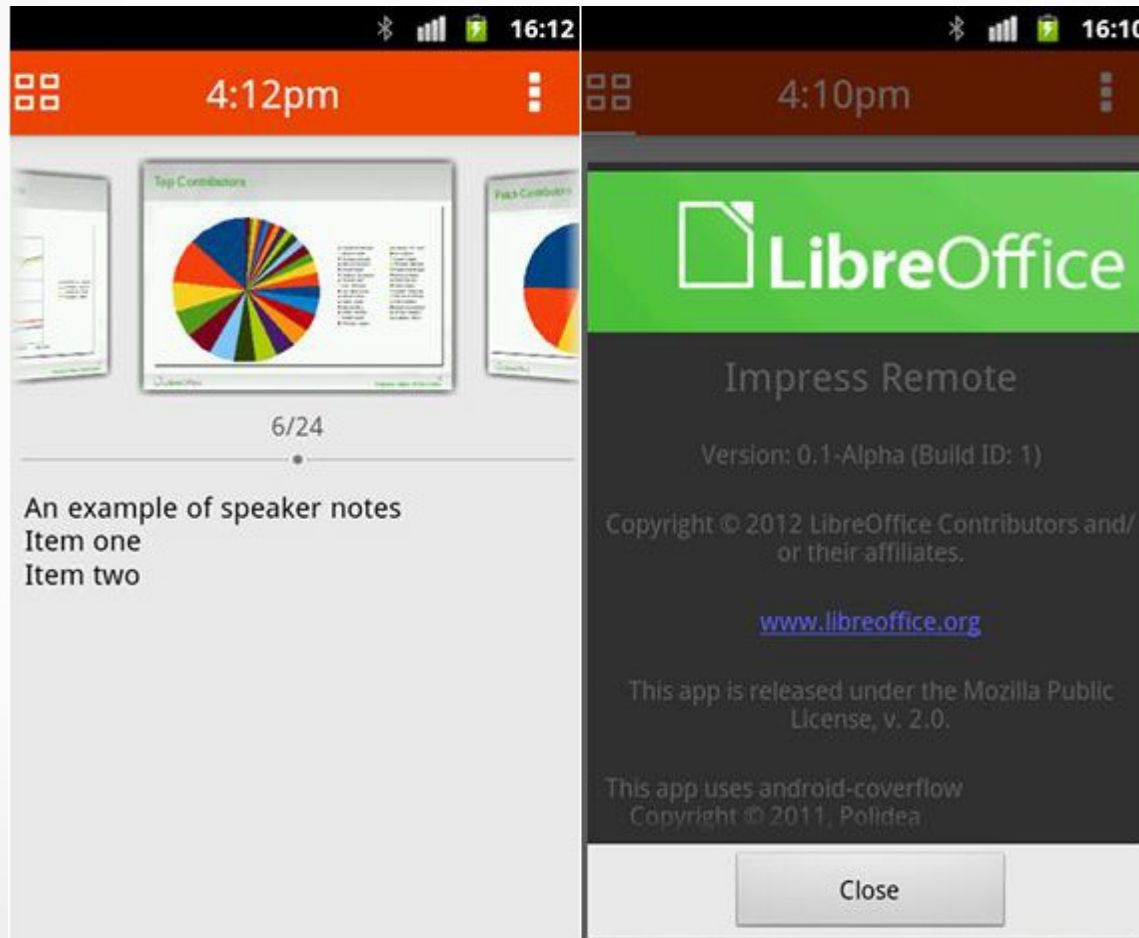 16:12
4:12pm
Top Contributors
LibreOffice
6/24
An example of speaker notes
Item one
Item two
16:10
4:10pm
LibreOffice
Impress Remote
Version: 0.1-Alpha (Build ID: 1)
Copyright © 2012 LibreOffice Contributors and/
or their affiliates.
www.libreoffice.org
This app is released under the Mozilla Public
License, v. 2.0.
This app uses android-coverflow
Copyright © 2011, Polidea
Close